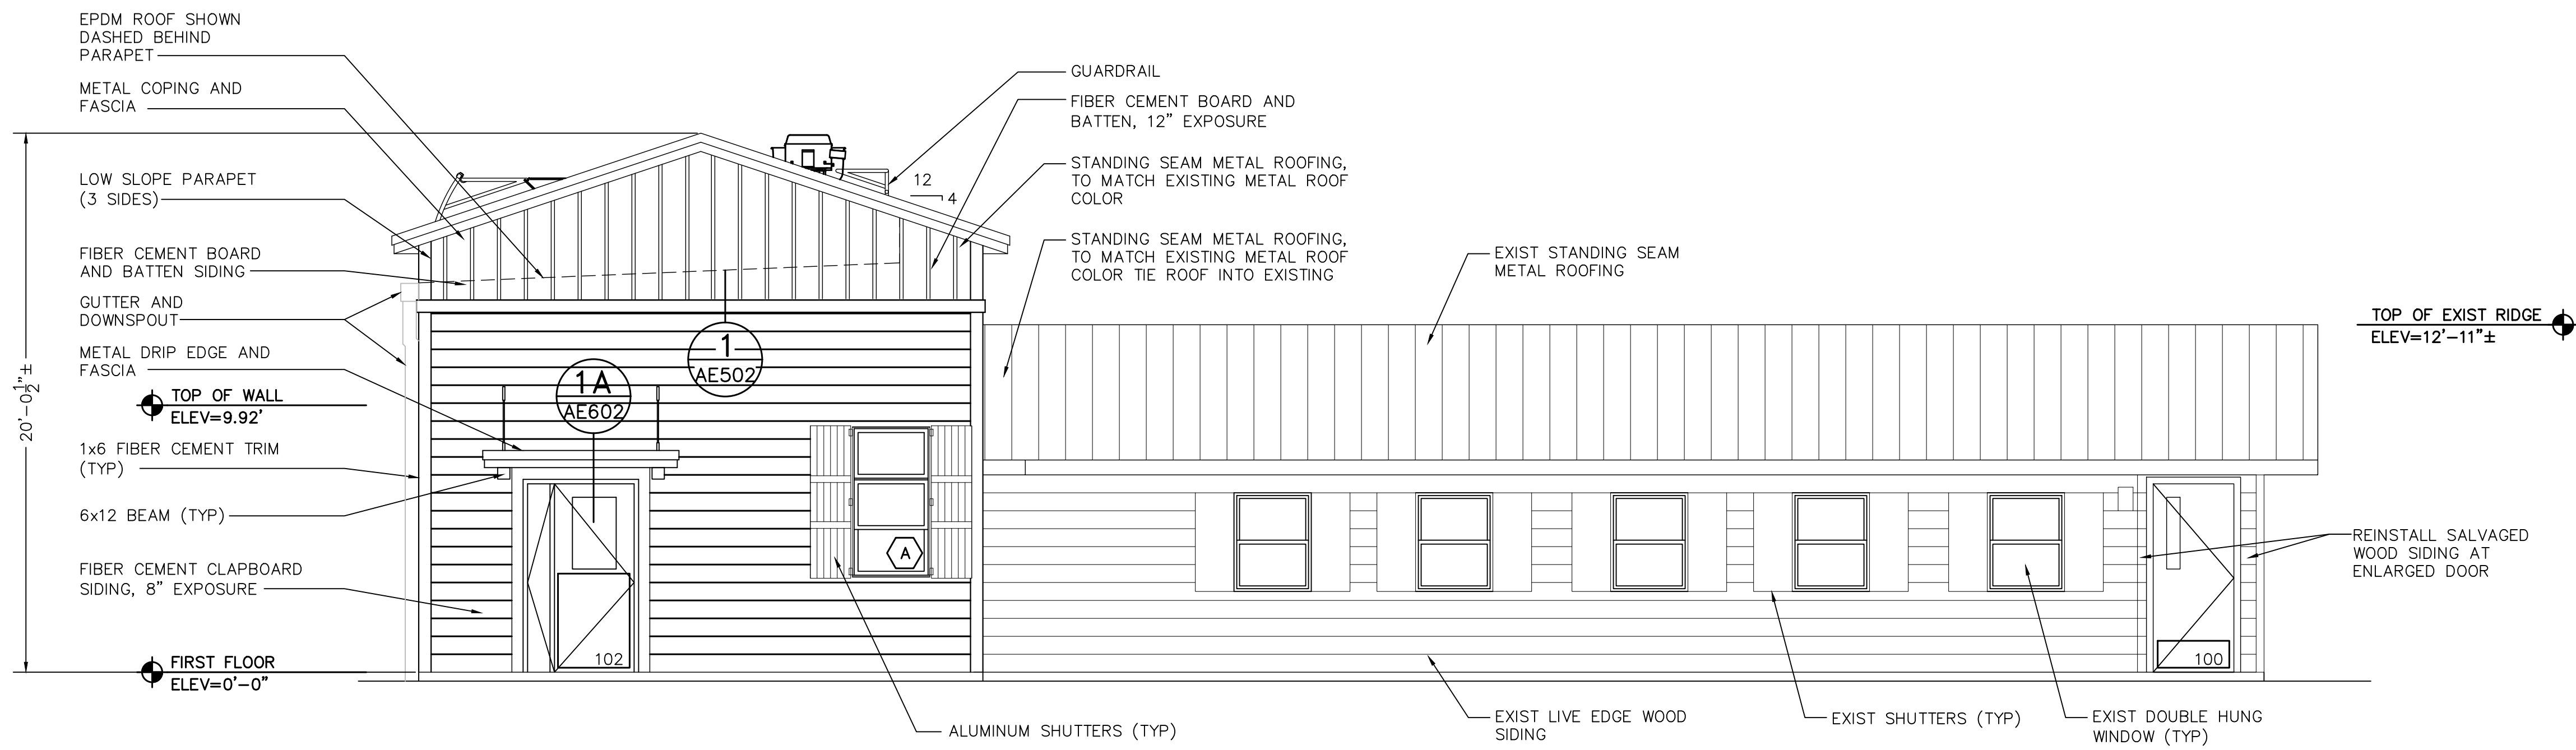 EPDM ROOF SHOWN
DASHED BEHIND
PARAPET
METAL COPING AND
FASCIA
LOW SLOPE PARAPET
(3 SIDES)
FIBER CEMENT BOARD
AND BATTEN SIDING
GUTTER AND
DOWNSPOUT
METAL DRIP EDGE AND
FASCIA
20'-0 1/2"±
TOP OF WALL
ELEV=9.92'
1x6 FIBER CEMENT TRIM
(TYP)
6x12 BEAM (TYP)
FIBER CEMENT CLAPBOARD
SIDING, 8" EXPOSURE
FIRST FLOOR
ELEV=0'-0"
GUARDRAIL
FIBER CEMENT BOARD AND
BATTEN, 12" EXPOSURE
STANDING SEAM METAL ROOFING,
TO MATCH EXISTING METAL ROOF
COLOR
12
4
STANDING SEAM METAL ROOFING,
TO MATCH EXISTING METAL ROOF
COLOR TIE ROOF INTO EXISTING
1
AE502
1A
AE602
A
102
ALUMINUM SHUTTERS (TYP)
EXIST STANDING SEAM
METAL ROOFING
TOP OF EXIST RIDGE
ELEV=12'-11"±
REINSTALL SALVAGED
WOOD SIDING AT
ENLARGED DOOR
100
EXIST LIVE EDGE WOOD
SIDING
EXIST SHUTTERS (TYP)
EXIST DOUBLE HUNG
WINDOW (TYP)